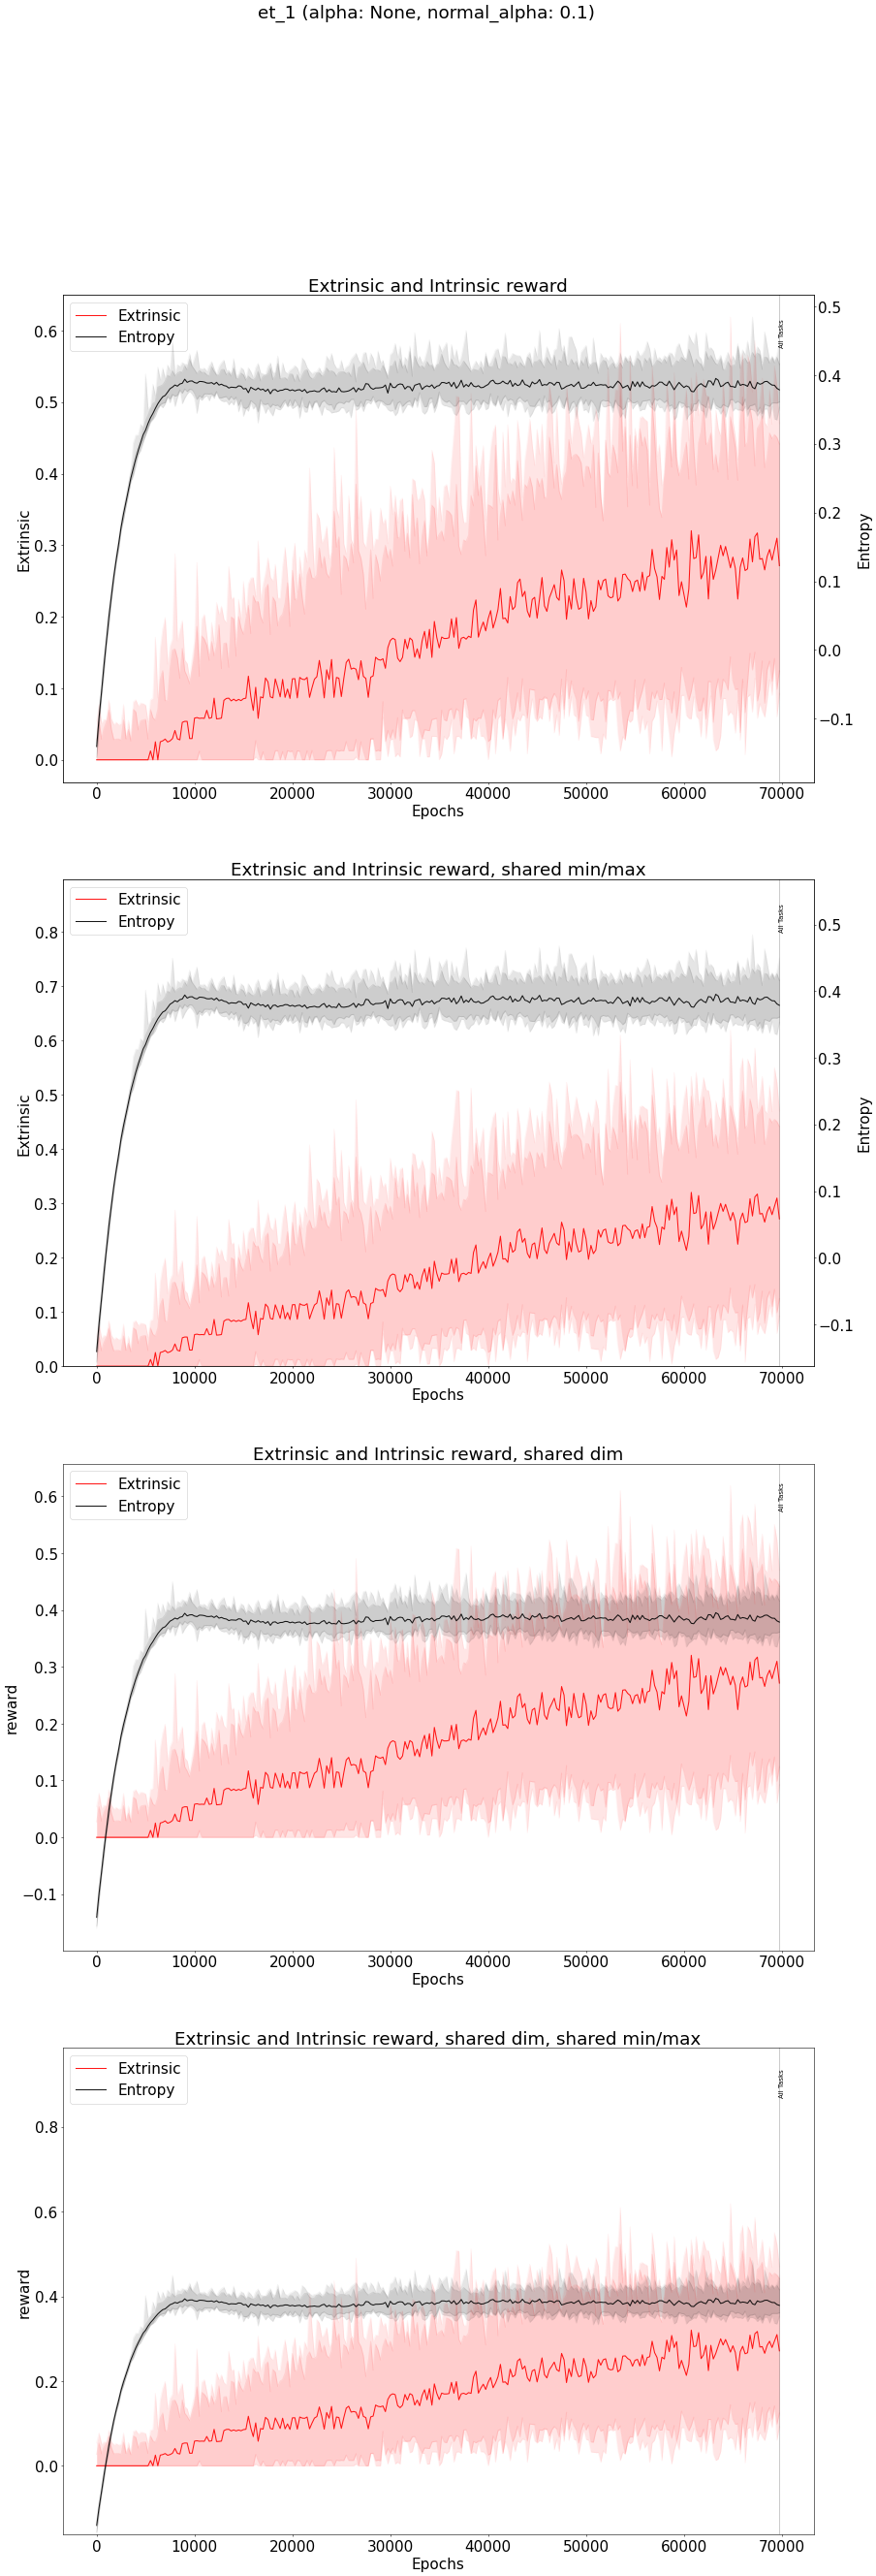 et_1 (alpha: None, normal_alpha: 0.1)
Extrinsic and Intrinsic reward
Extrinsic
Entropy
All Tasks
0.6
0.5
0.4
0.3
0.2
0.1
0.0
Extrinsic
0.5
0.4
0.3
0.2
0.1
0.0
−0.1
Entropy
0 10000 20000 30000 40000 50000 60000 70000
Epochs
Extrinsic and Intrinsic reward, shared min/max
Extrinsic
Entropy
All Tasks
0.8
0.7
0.6
0.5
0.4
0.3
0.2
0.1
0.0
Extrinsic
0.5
0.4
0.3
0.2
0.1
0.0
−0.1
Entropy
0 10000 20000 30000 40000 50000 60000 70000
Epochs
Extrinsic and Intrinsic reward, shared dim
Extrinsic
Entropy
All Tasks
0.6
0.5
0.4
0.3
0.2
0.1
0.0
−0.1
reward
0 10000 20000 30000 40000 50000 60000 70000
Epochs
Extrinsic and Intrinsic reward, shared dim, shared min/max
Extrinsic
Entropy
All Tasks
0.8
0.6
0.4
0.2
0.0
reward
0 10000 20000 30000 40000 50000 60000 70000
Epochs